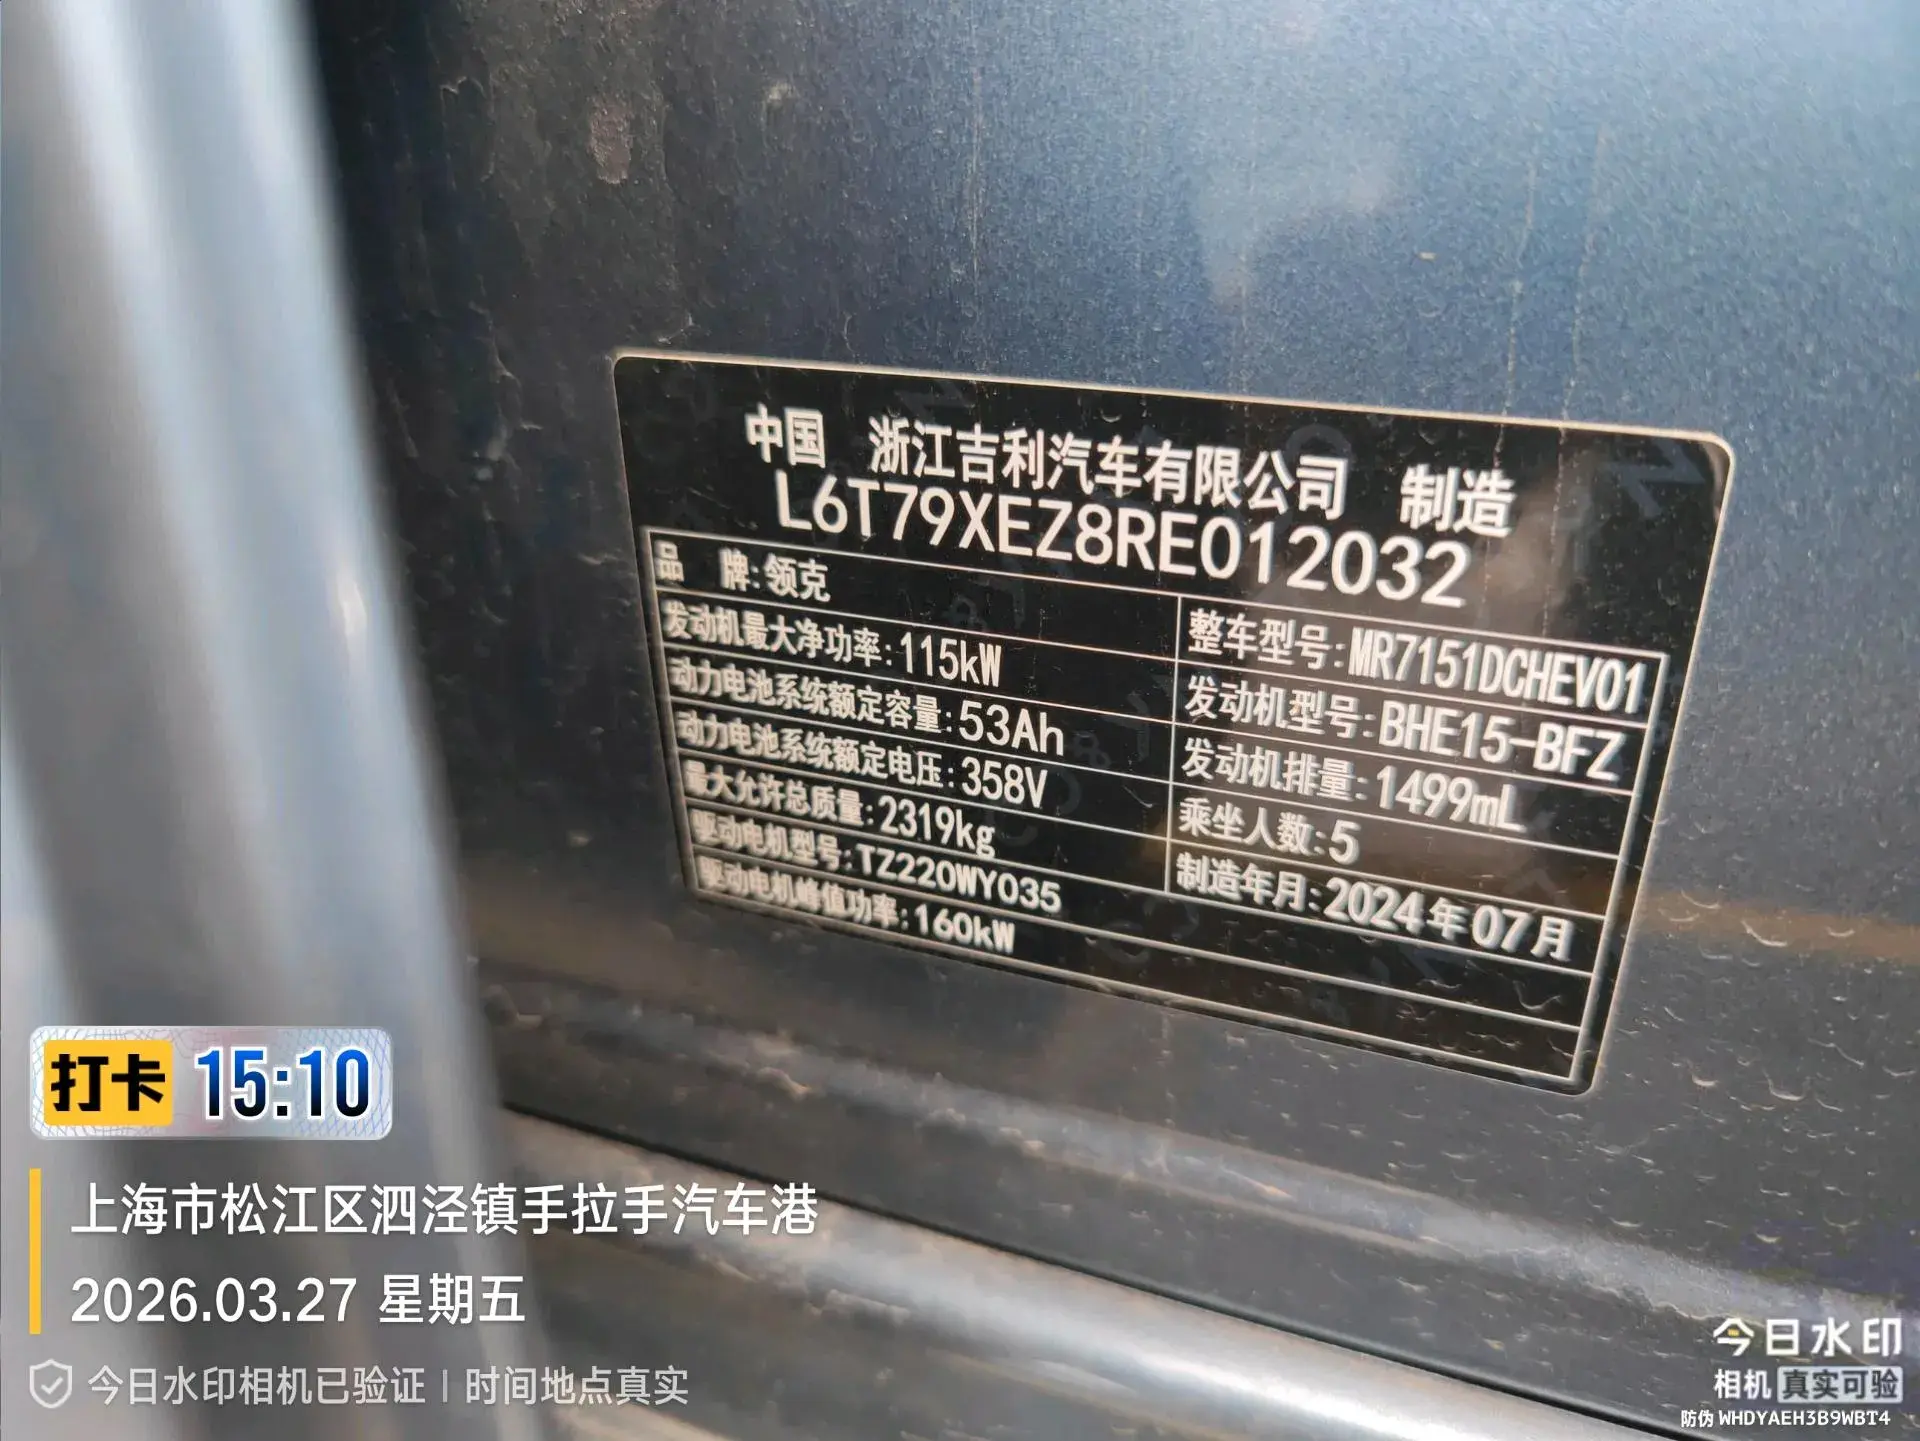 中国 浙江吉利汽车有限公司 制造
L6T79XEZ8RE012032
品 牌:领克
整车型号:MR7151DCHEV01
发动机最大净功率:115kW
发动机型号:BHE15-BFZ
动力电池系统额定容量:53Ah
发动机排量:1499mL
动力电池系统额定电压:358V
乘坐人数:5
最大允许总质量:2319kg
制造年月:2024年07月
驱动电机型号:TZ220WY035
驱动电机峰值功率:160kW
打卡 15:10
上海市松江区泗泾镇手拉手汽车港
2026.03.27 星期五
今日水印相机已验证 | 时间地点真实
今日水印
相机 真实可验
防伪 WHDYAEH3B9WBT4